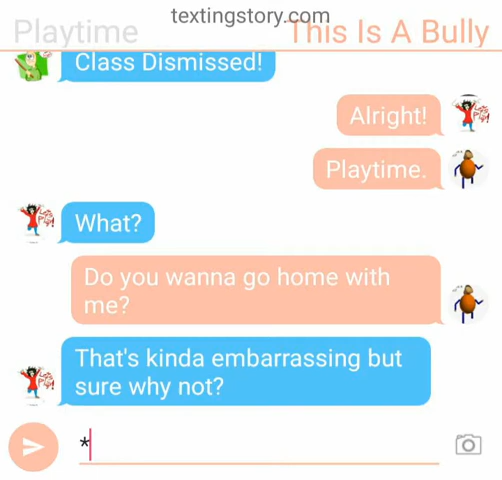 textingstory.com
Playtime
This Is A Bully
Class Dismissed!
Alright!
Playtime.
What?
Do you wanna go home with
me?
That's kinda embarrassing but
sure why not?
*